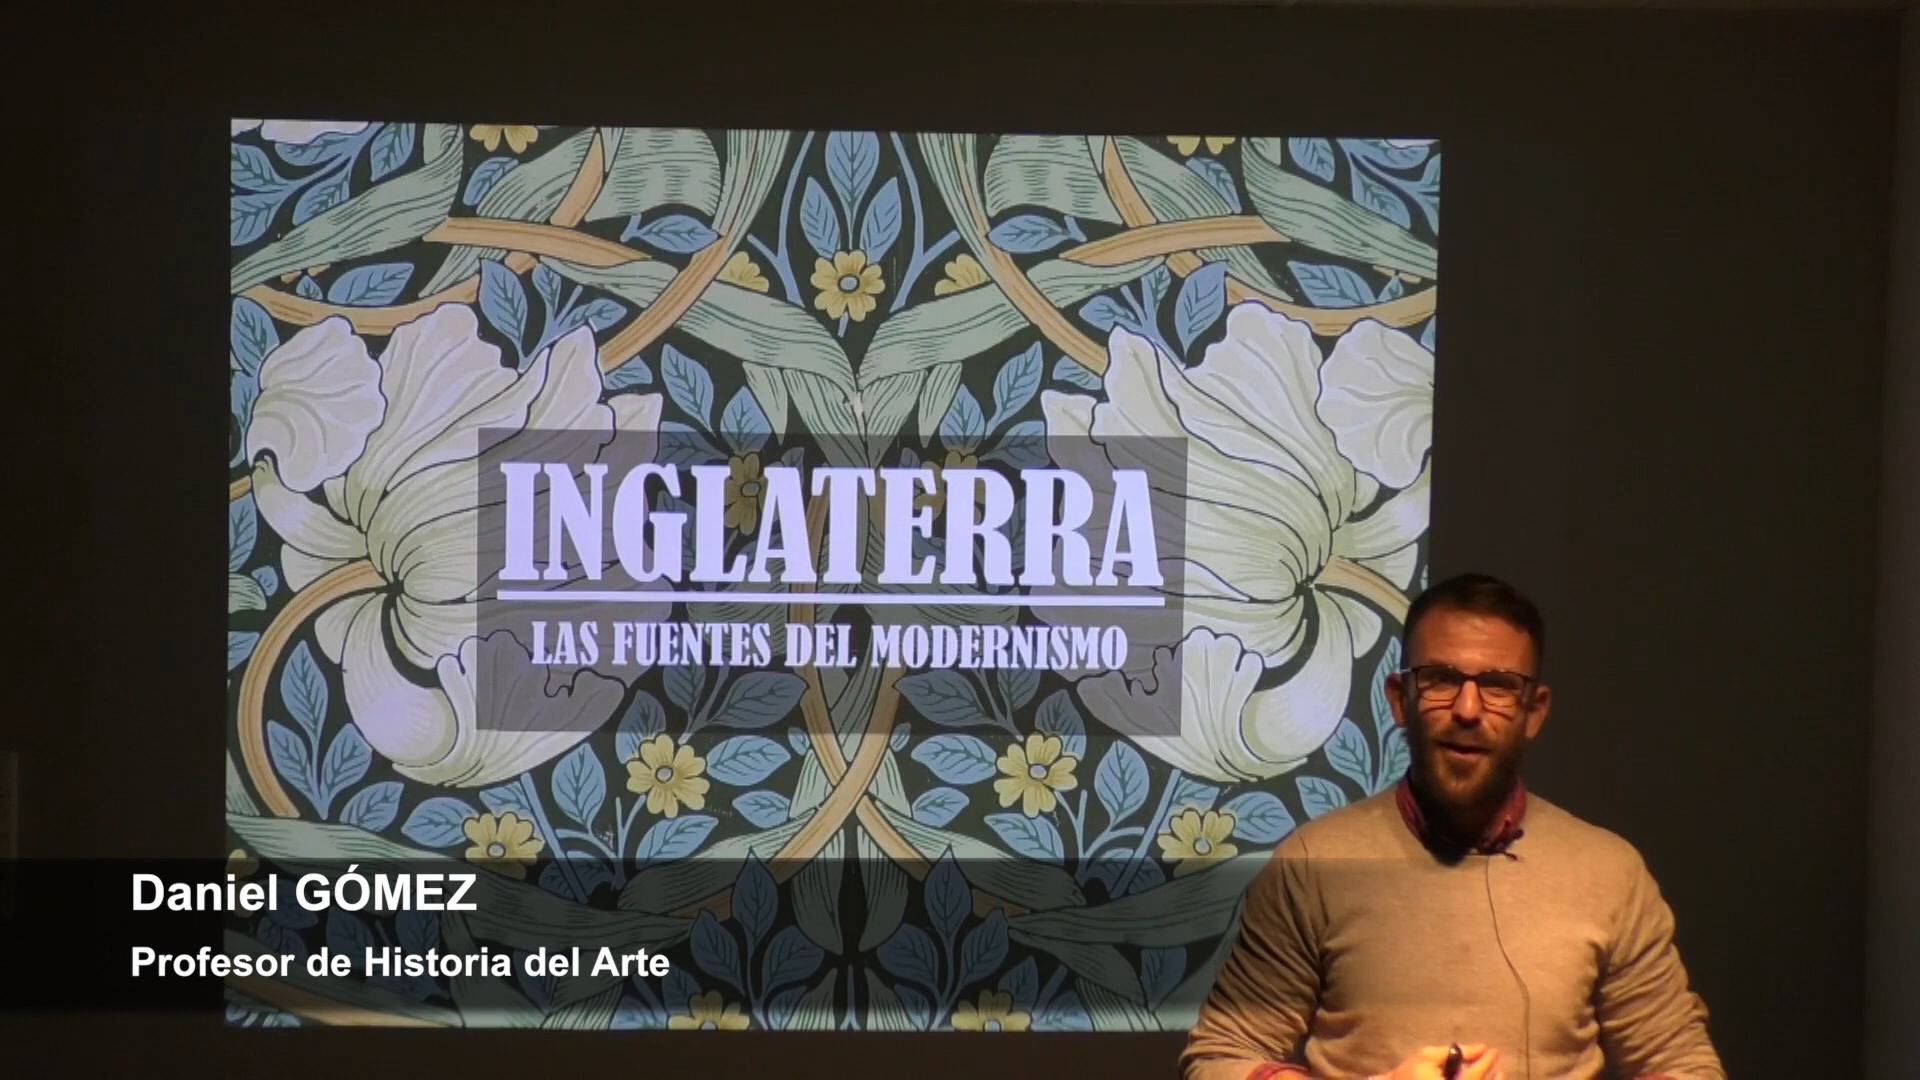 INGLATERRA
LAS FUENTES DEL MODERNISMO
Daniel GÓMEZ
Profesor de Historia del Arte